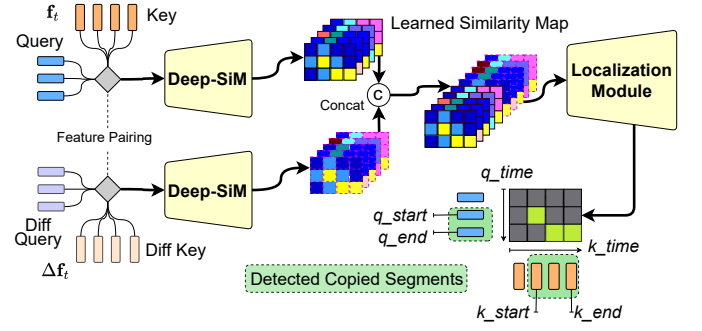 f_t
Key
Learned Similarity Map
Query
Deep-SiM
Localization
Module
C
Concat
Feature Pairing
q_time
Deep-SiM
q_start
q_end
Diff
Query
Diff Key
k_time
Δf_t
Detected Copied Segments
k_start
k_end